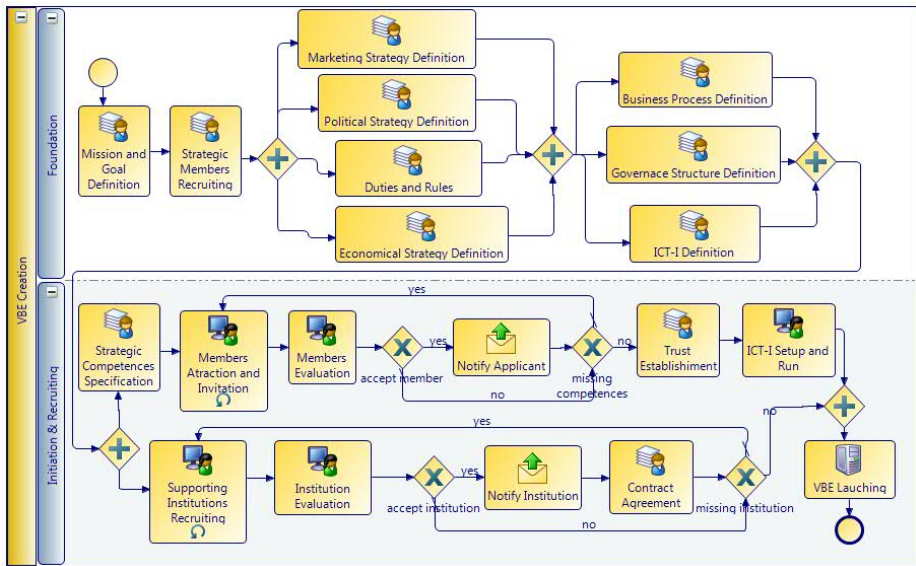 VBE Creation
Foundation
Marketing Strategy Definition
Political Strategy Definition
Duties and Rules
Economical Strategy Definition
Mission and
Goal
Definition
Strategic
Members
Recruiting
Business Process Definition
Governace Structure Definition
ICT-I Definition
Initiation & Recruiting
yes
Strategic
Competences
Specification
Members
Atraction and
Invitation
Members
Evaluation
accept member
yes
no
Notify Applicant
missing
competences
no
Trust
Establishiment
ICT-I Setup and
Run
yes
no
Supporting
Institutions
Recruiting
Institution
Evaluation
accept institution
yes
no
Notify Institution
Contract
Agreement
missing institution
VBE Lauching